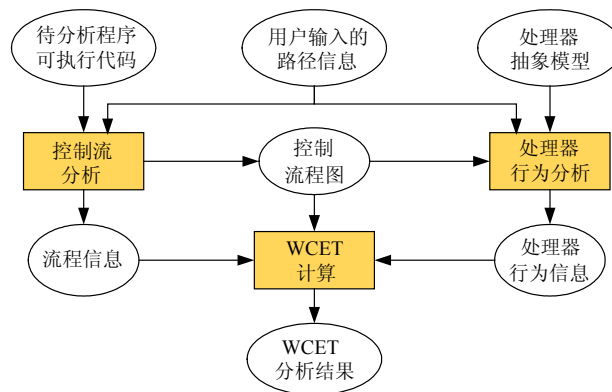 待分析程序
可执行代码
用户输入的
路径信息
处理器
抽象模型
控制流
分析
控制
流程图
处理器
行为分析
流程信息
WCET
计算
处理器
行为信息
WCET
分析结果